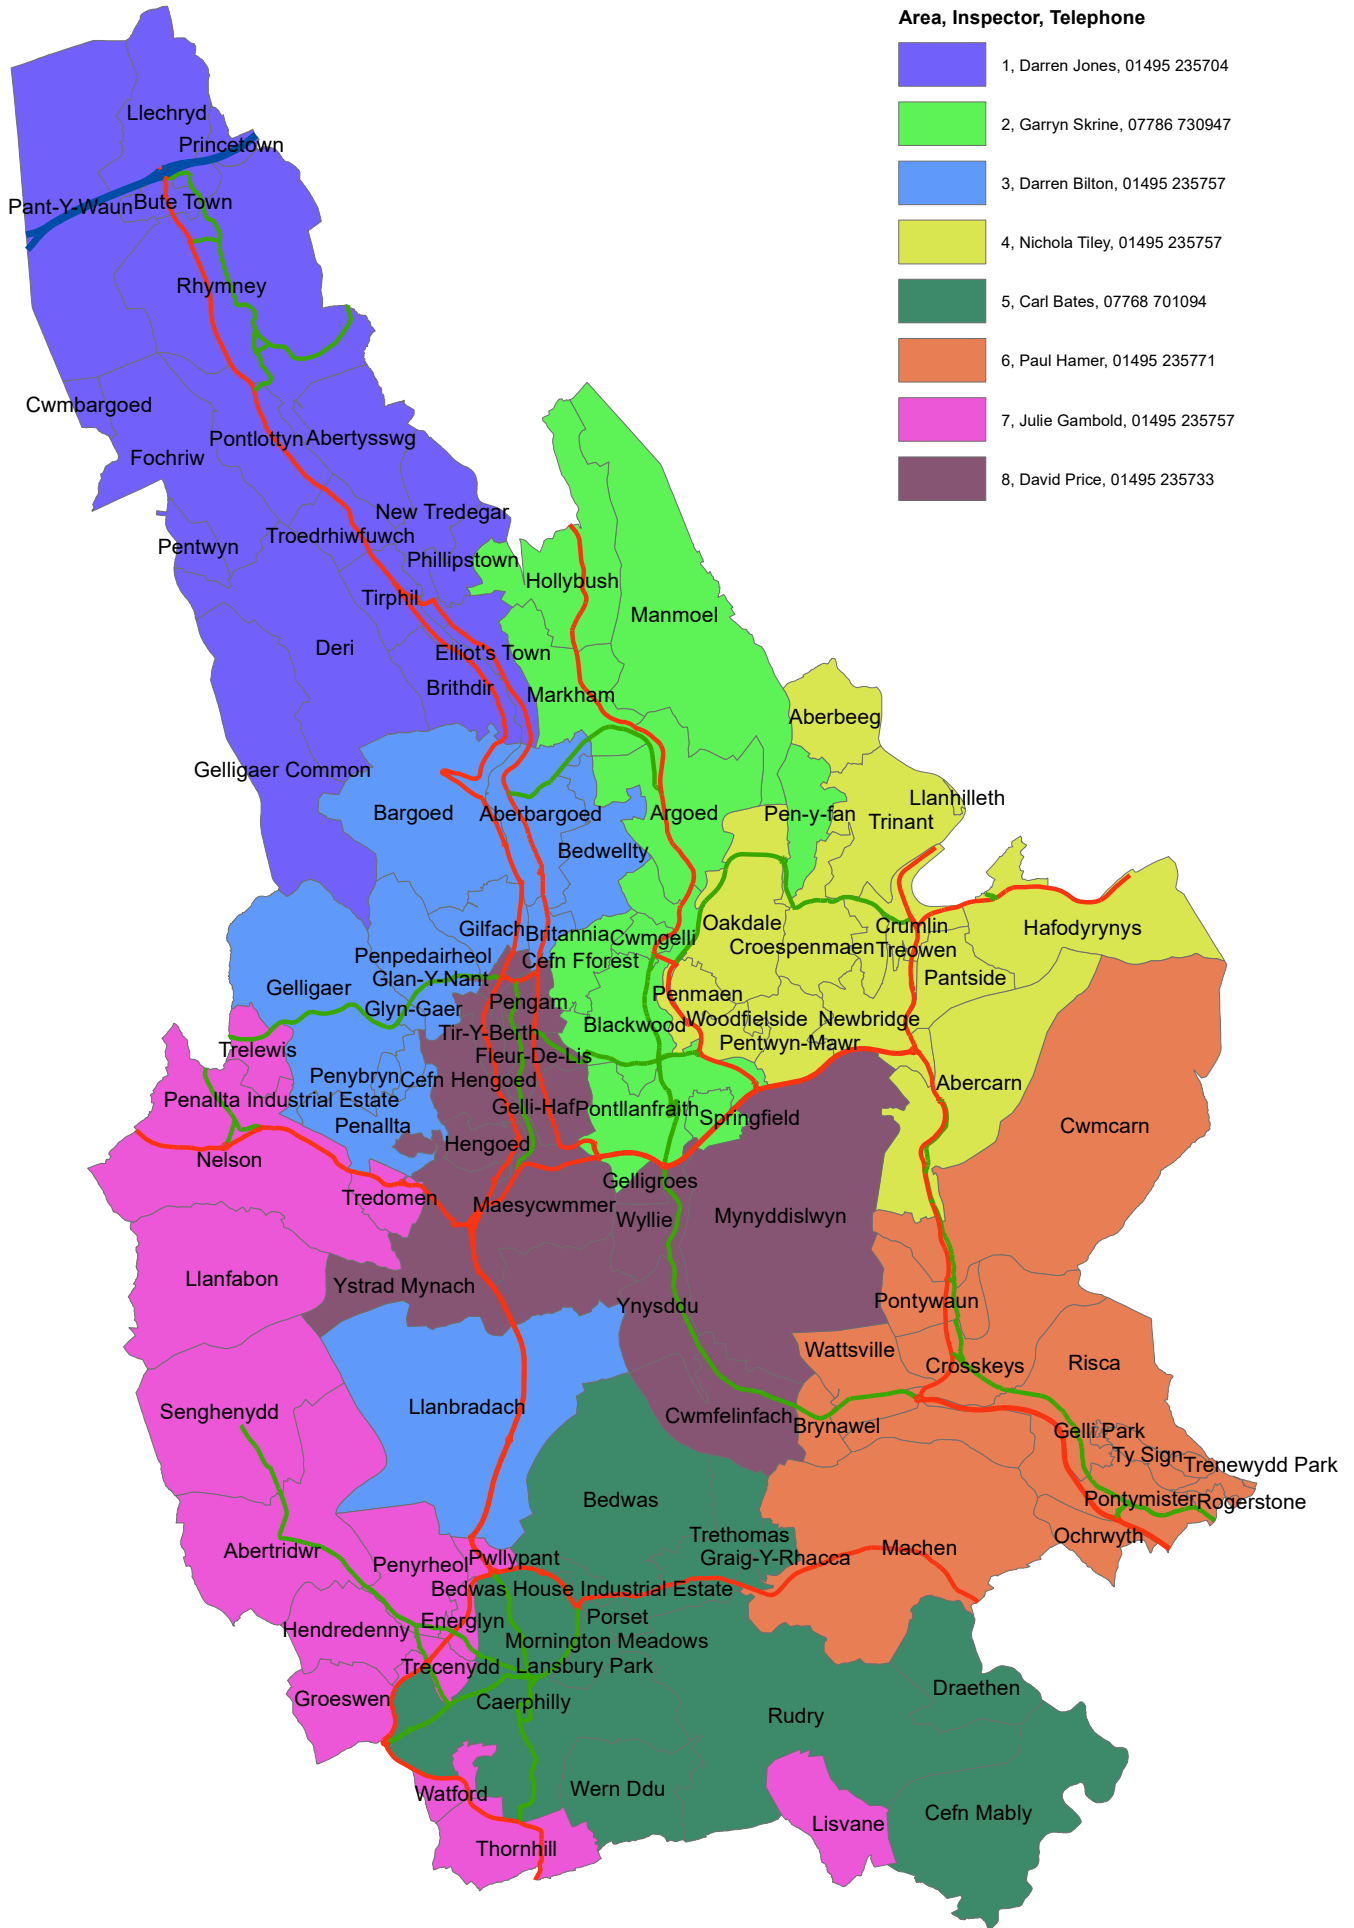 Area, Inspector, Telephone
1, Darren Jones, 01495 235704
2, Garryn Skrine, 07786 730947
3, Darren Bilton, 01495 235757
4, Nichola Tiley, 01495 235757
5, Carl Bates, 07768 701094
6, Paul Hamer, 01495 235771
7, Julie Gambold, 01495 235757
8, David Price, 01495 235733
Llechryd
Princetown
Pant-Y-Waun
Bute Town
Rhymney
Cwmbargoed
Pontlottyn
Abertysswg
Fochriw
New Tredegar
Troedrhiwfuwch
Pentwyn
Phillipstown
Hollybush
Tirphil
Manmoel
Deri
Elliot's Town
Brithdir
Markham
Aberbeeg
Gelligaer Common
Llanhilleth
Bargoed
Aberbargoed
Argoed
Pen-y-fan
Trinant
Bedwellty
Oakdale
Crumlin
Hafodyrynys
Gilfach
Britannia
Cwmgelli
Croespenmaen
Treowen
Penpedairheol
Cefn Fforest
Glan-Y-Nant
Pantside
Gelligaer
Penmaen
Pengam
Glyn-Gaer
Woodfielside
Newbridge
Blackwood
Tir-Y-Berth
Pentwyn-Mawr
Trelewis
Fleur-De-Lis
Penybryn
Cefn Hengoed
Abercarn
Penallta Industrial Estate
Gelli-Haf
Pontllanfraith
Springfield
Penallta
Cwmcarn
Hengoed
Nelson
Gelligroes
Tredomen
Maesycwmmer
Wyllie
Mynyddislwyn
Llanfabon
Ystrad Mynach
Ynysddu
Pontywaun
Wattsville
Crosskeys
Risca
Llanbradach
Senghenydd
Cwmfelinfach
Brynawel
Gelli Park
Ty Sign
Trenewydd Park
Bedwas
Pontymister
Rogerstone
Trethomas
Ochrwyth
Abertridwr
Machen
Penyrheol
Pwllypant
Graig-Y-Rhacca
Bedwas House Industrial Estate
Energlyn
Porset
Hendredenny
Mornington Meadows
Trecenydd
Lansbury Park
Draethen
Groeswen
Caerphilly
Rudry
Watford
Wern Ddu
Cefn Mably
Lisvane
Thornhill